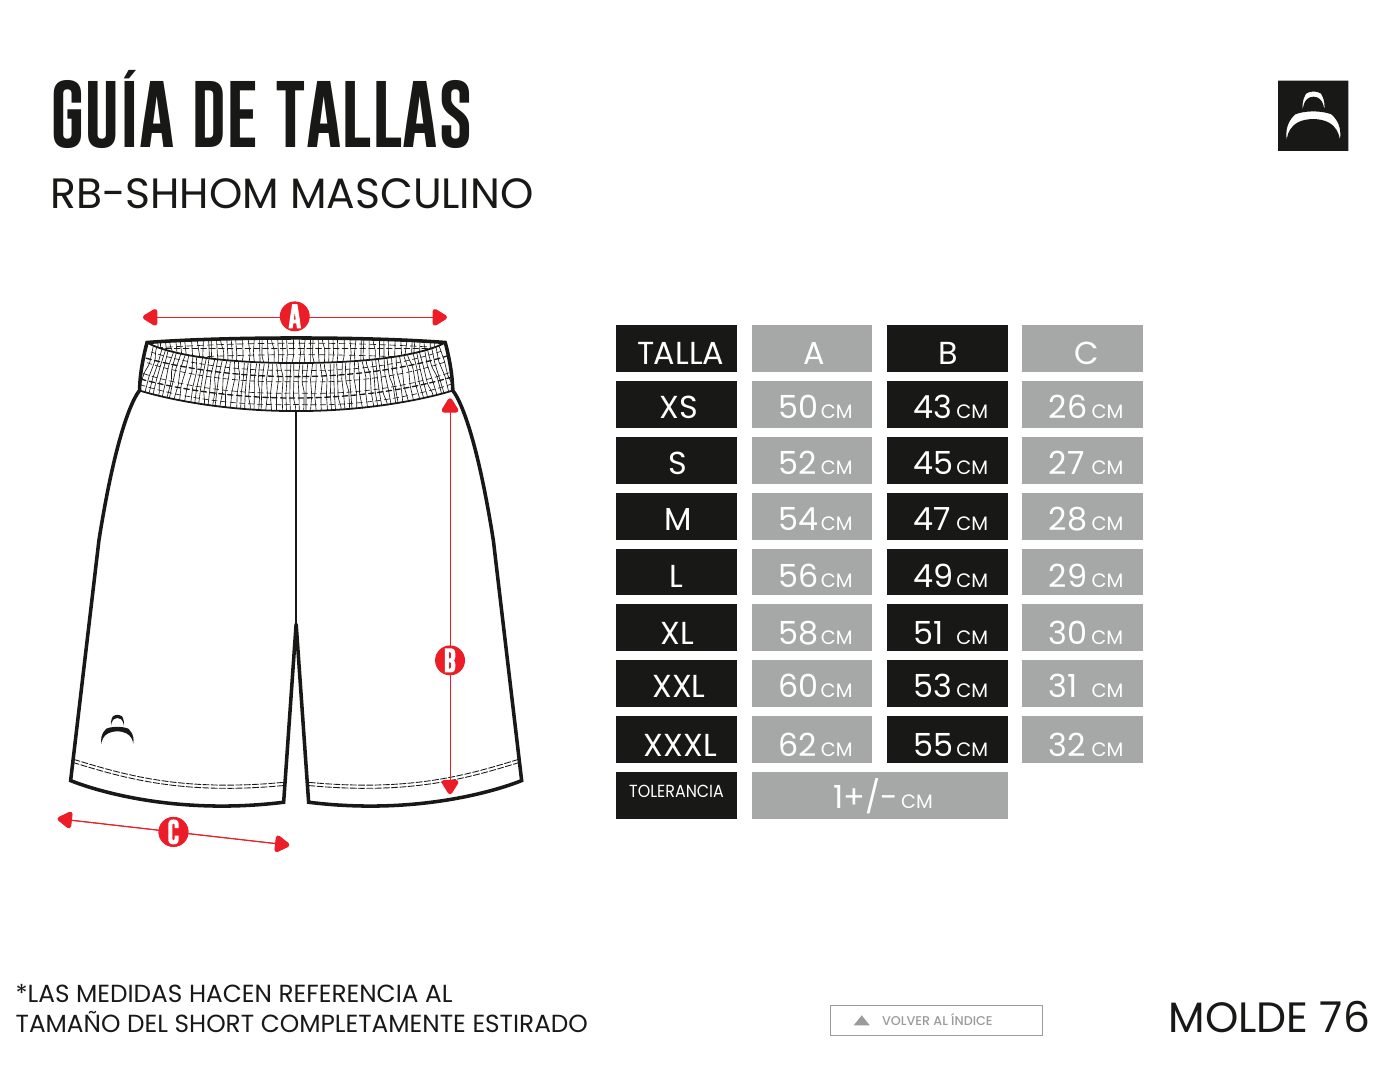 GUÍA DE TALLAS
RB-SHHOM MASCULINO
A
B
C
TALLA A B C
XS 50 CM 43 CM 26 CM
S 52 CM 45 CM 27 CM
M 54 CM 47 CM 28 CM
L 56 CM 49 CM 29 CM
XL 58 CM 51 CM 30 CM
XXL 60 CM 53 CM 31 CM
XXXL 62 CM 55 CM 32 CM
TOLERANCIA 1+/- CM
*LAS MEDIDAS HACEN REFERENCIA AL
TAMAÑO DEL SHORT COMPLETAMENTE ESTIRADO
VOLVER AL ÍNDICE
MOLDE 76